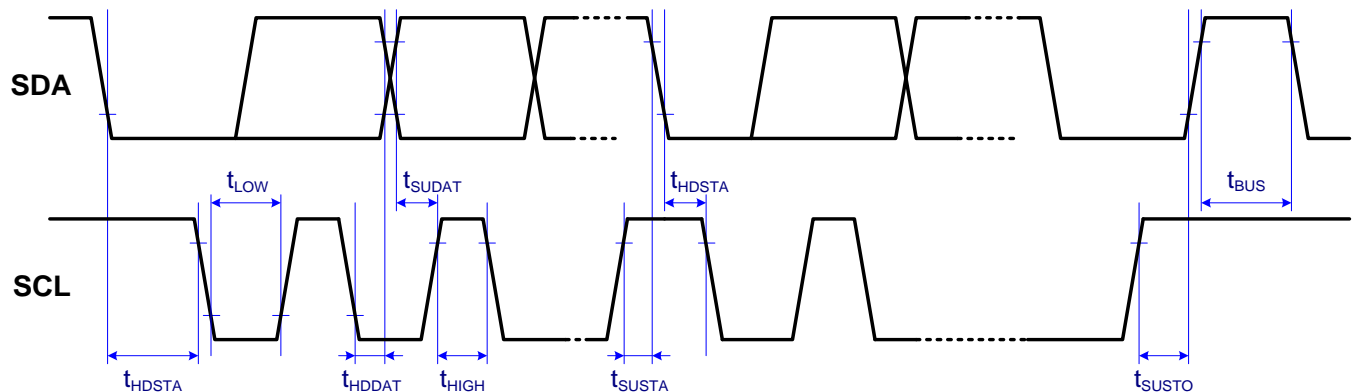 SDA
tLOW
tSUDAT
tHDSTA
tBUS
SCL
tHDSTA
tHDDAT
tHIGH
tSUSTA
tSUSTO